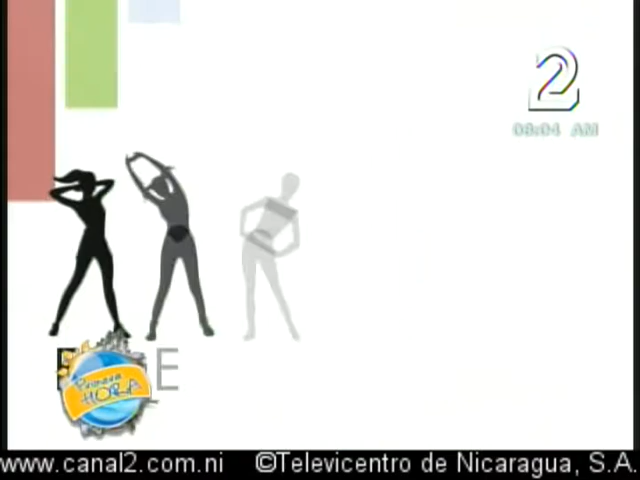 2
08:04 AM
E
Primera
HORA
www.canal2.com.ni ©Televicentro de Nicaragua, S.A.